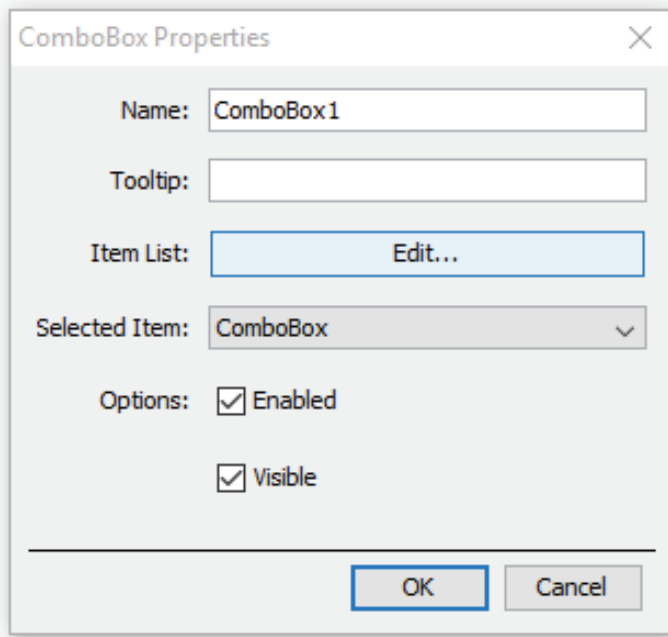 ComboBox Properties
Name: ComboBox1
Tooltip:
Item List: Edit...
Selected Item: ComboBox
Options: Enabled
Visible
OK Cancel